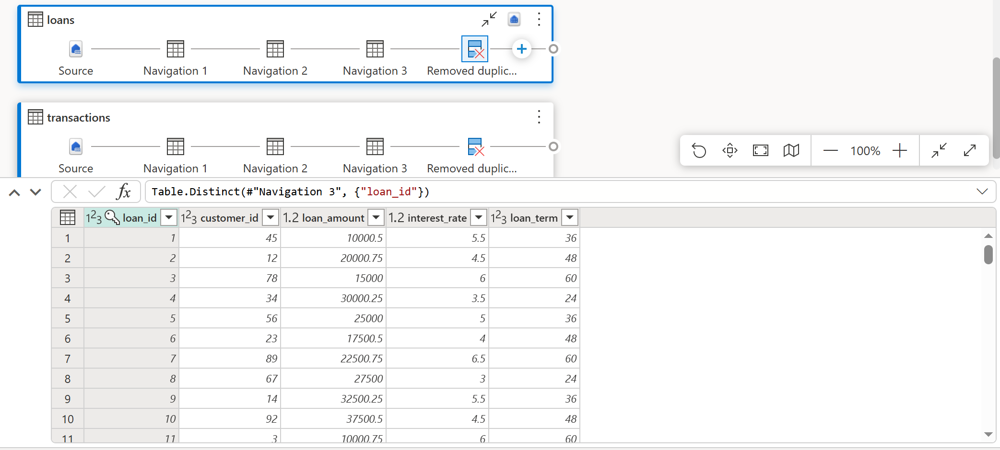 loans
Source Navigation 1 Navigation 2 Navigation 3 Removed duplic...
transactions
Source Navigation 1 Navigation 2 Navigation 3 Removed duplic...
100%
fx Table.Distinct(#"Navigation 3", {"loan_id"})
123 loan_id 123 customer_id 1.2 loan_amount 1.2 interest_rate 123 loan_term
1 1 45 10000.5 5.5 36
2 2 12 20000.75 4.5 48
3 3 78 15000 6 60
4 4 34 30000.25 3.5 24
5 5 56 25000 5 36
6 6 23 17500.5 4 48
7 7 89 22500.75 6.5 60
8 8 67 27500 3 24
9 9 14 32500.25 5.5 36
10 10 92 37500.5 4.5 48
11 11 3 10000.75 6 60